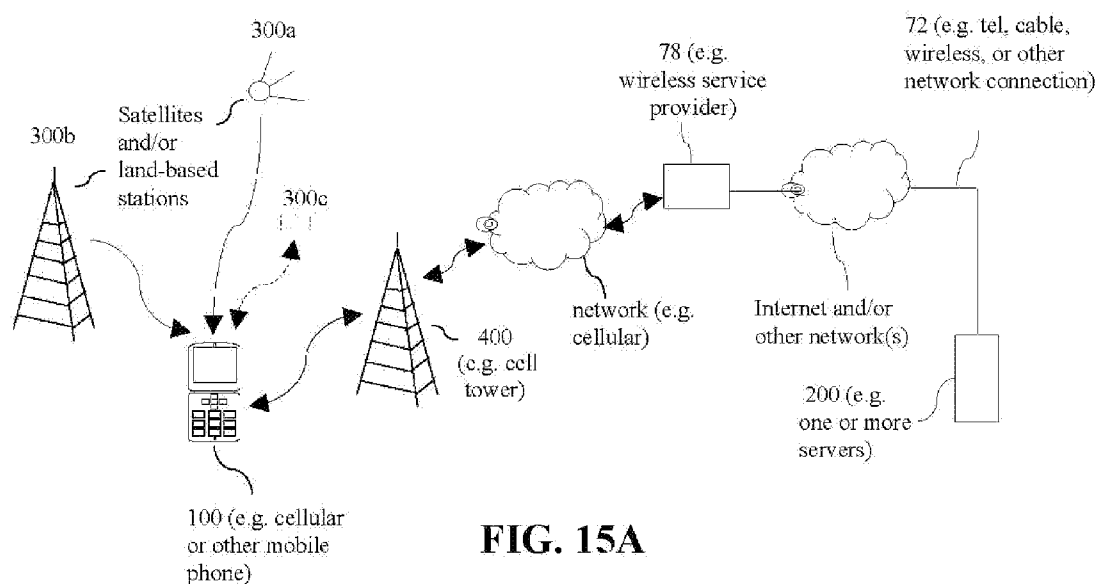 300a
300b
Satellites
and/or
land-based
stations
300c
78 (e.g.
wireless service
provider)
72 (e.g. tel, cable,
wireless, or other
network connection)
400
(e.g. cell
tower)
network (e.g.
cellular)
Internet and/or
other network(s)
200 (e.g.
one or more
servers)
100 (e.g. cellular
or other mobile
phone)
FIG. 15A